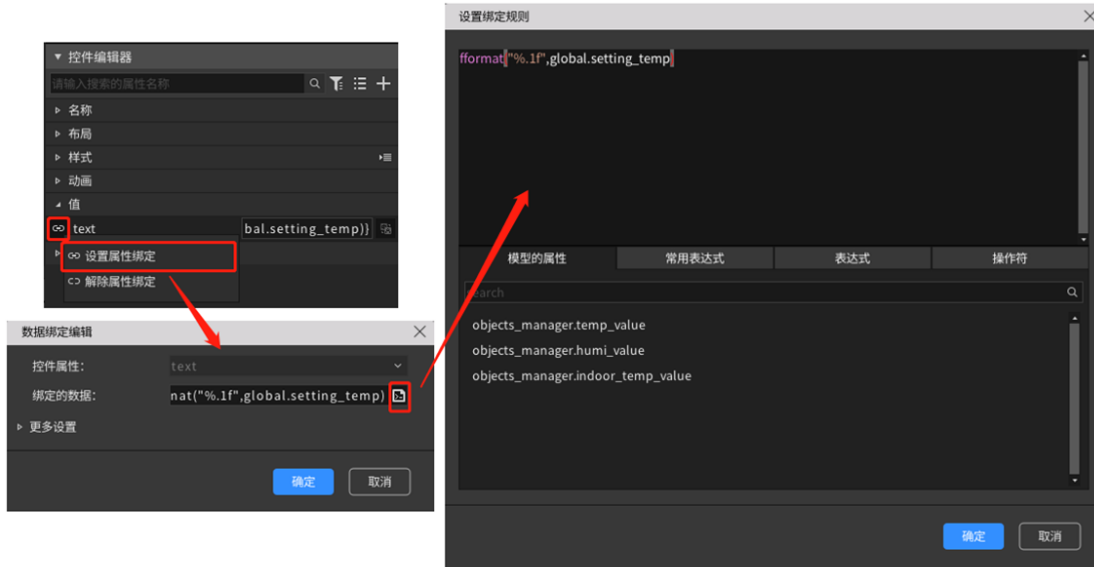 控件编辑器
请输入搜索的属性名称
名称
布局
样式
动画
值
text
bal.setting_temp)}
设置属性绑定
解除属性绑定
数据绑定编辑
控件属性:
text
绑定的数据:
nat("%.1f",global.setting_temp)
更多设置
确定
取消
设置绑定规则
fformat("%.1f",global.setting_temp)
模型的属性
常用表达式
表达式
操作符
search
objects_manager.temp_value
objects_manager.humi_value
objects_manager.indoor_temp_value
确定
取消